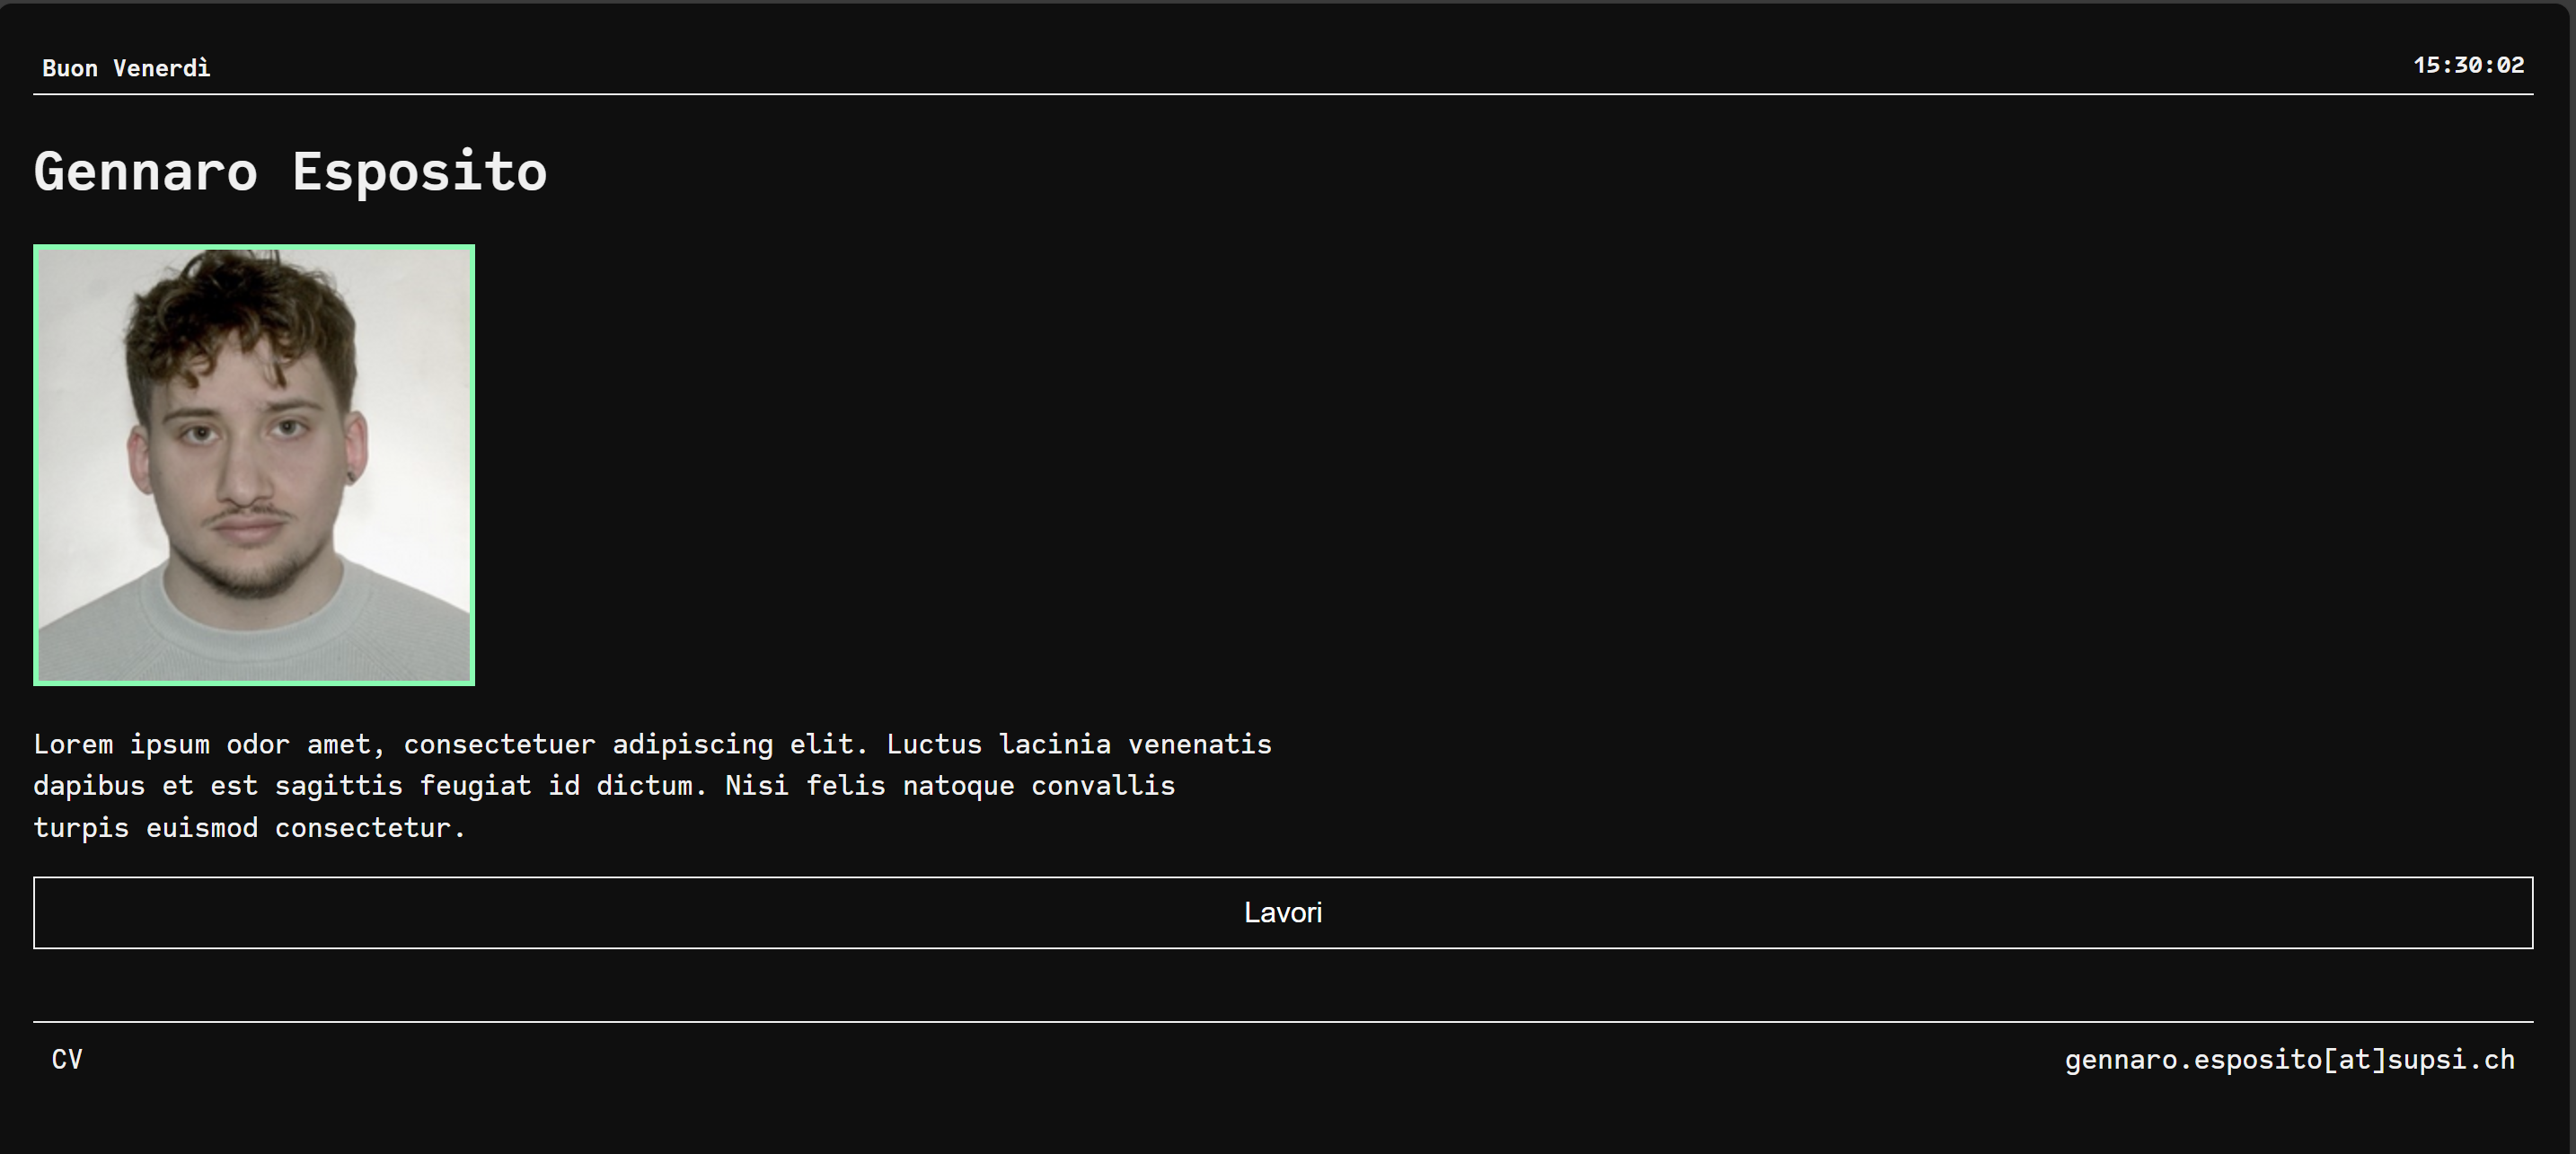 Buon Venerdì
15:30:02
Gennaro Esposito
Lorem ipsum odor amet, consectetuer adipiscing elit. Luctus lacinia venenatis
dapibus et est sagittis feugiat id dictum. Nisi felis natoque convallis
turpis euismod consectetur.
Lavori
CV
gennaro.esposito[at]supsi.ch